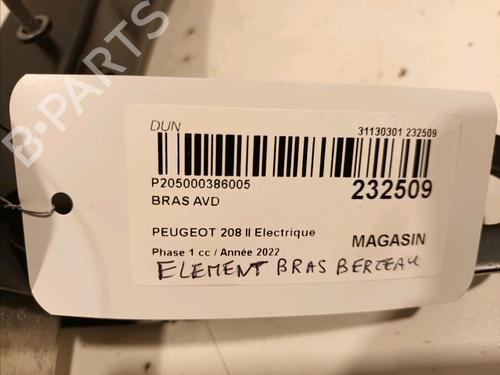 B-PARTS
DUN
31130301 232509
P205000386005
232509
BRAS AVD
PEUGEOT 208 II Electrique
MAGASIN
Phase 1 cc / Année 2022
ELEMENT BRAS BERCEAU